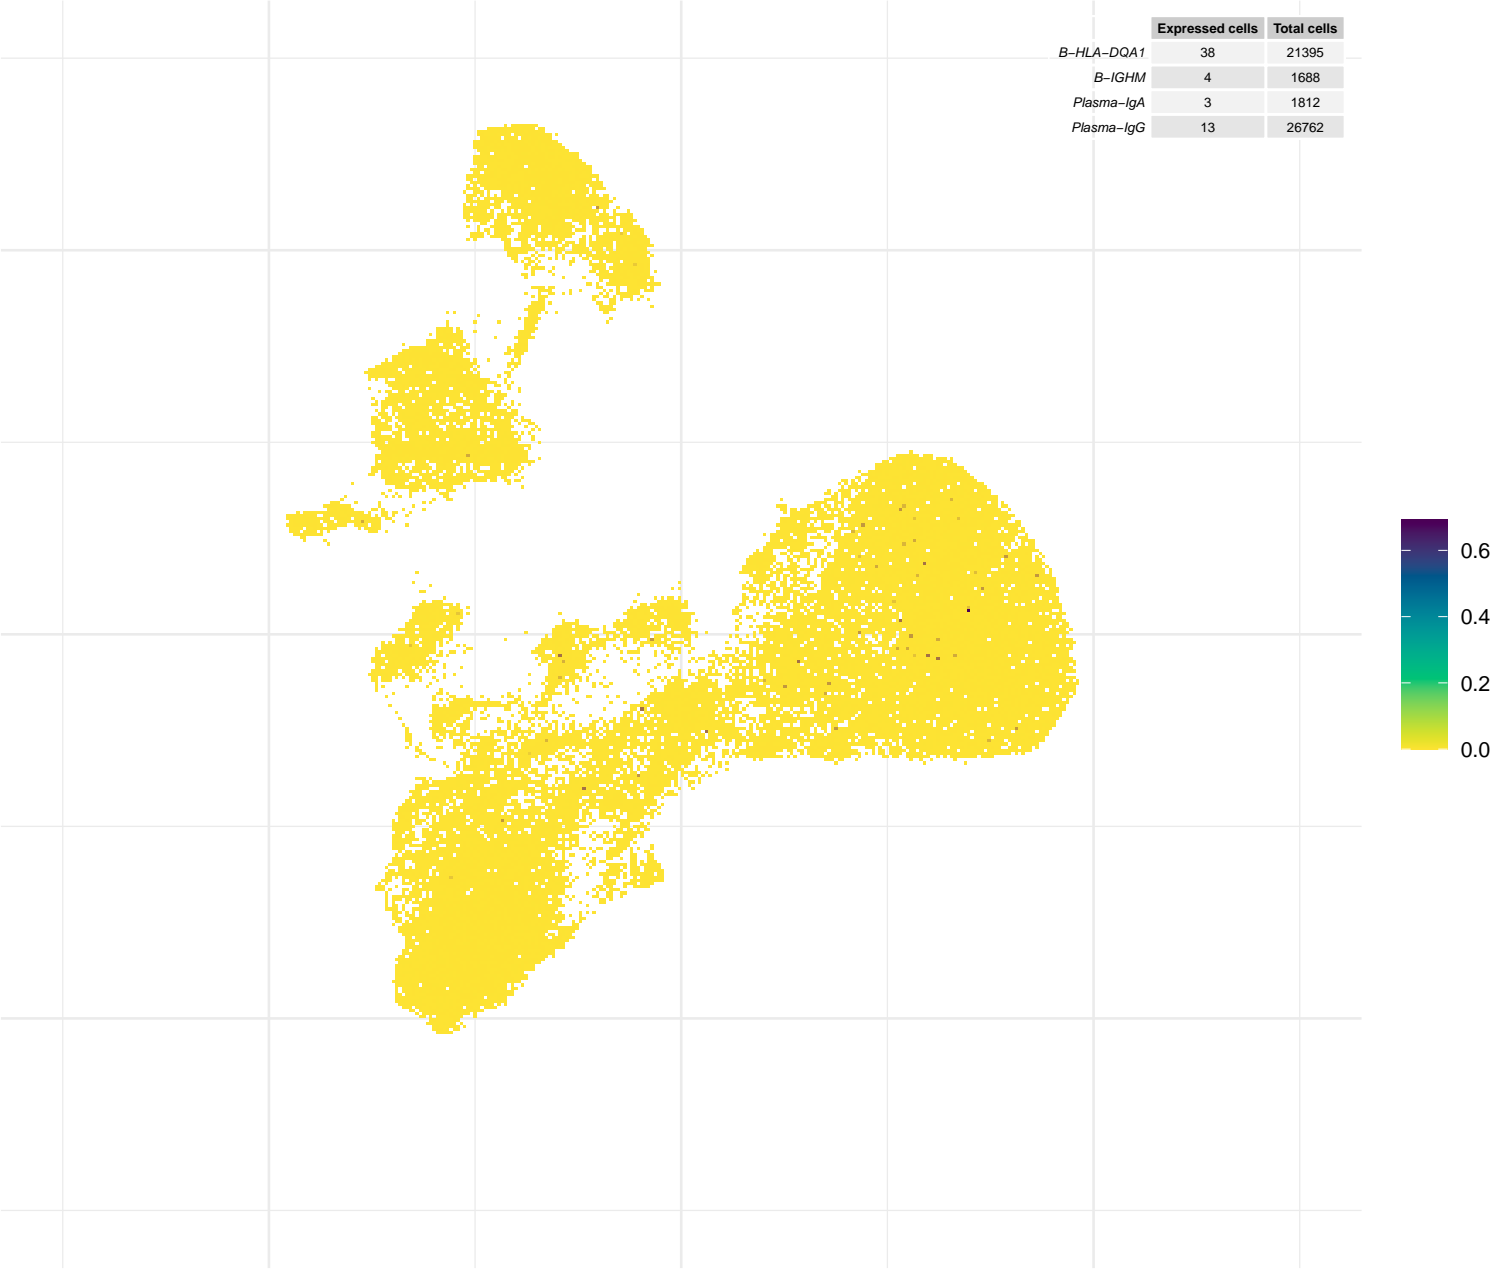 Expressed cells Total cells
B−HLA−DQA1 38 21395
B−IGHM 4 1688
Plasma−IgA 3 1812
Plasma−IgG 13 26762
0.6
0.4
0.2
0.0